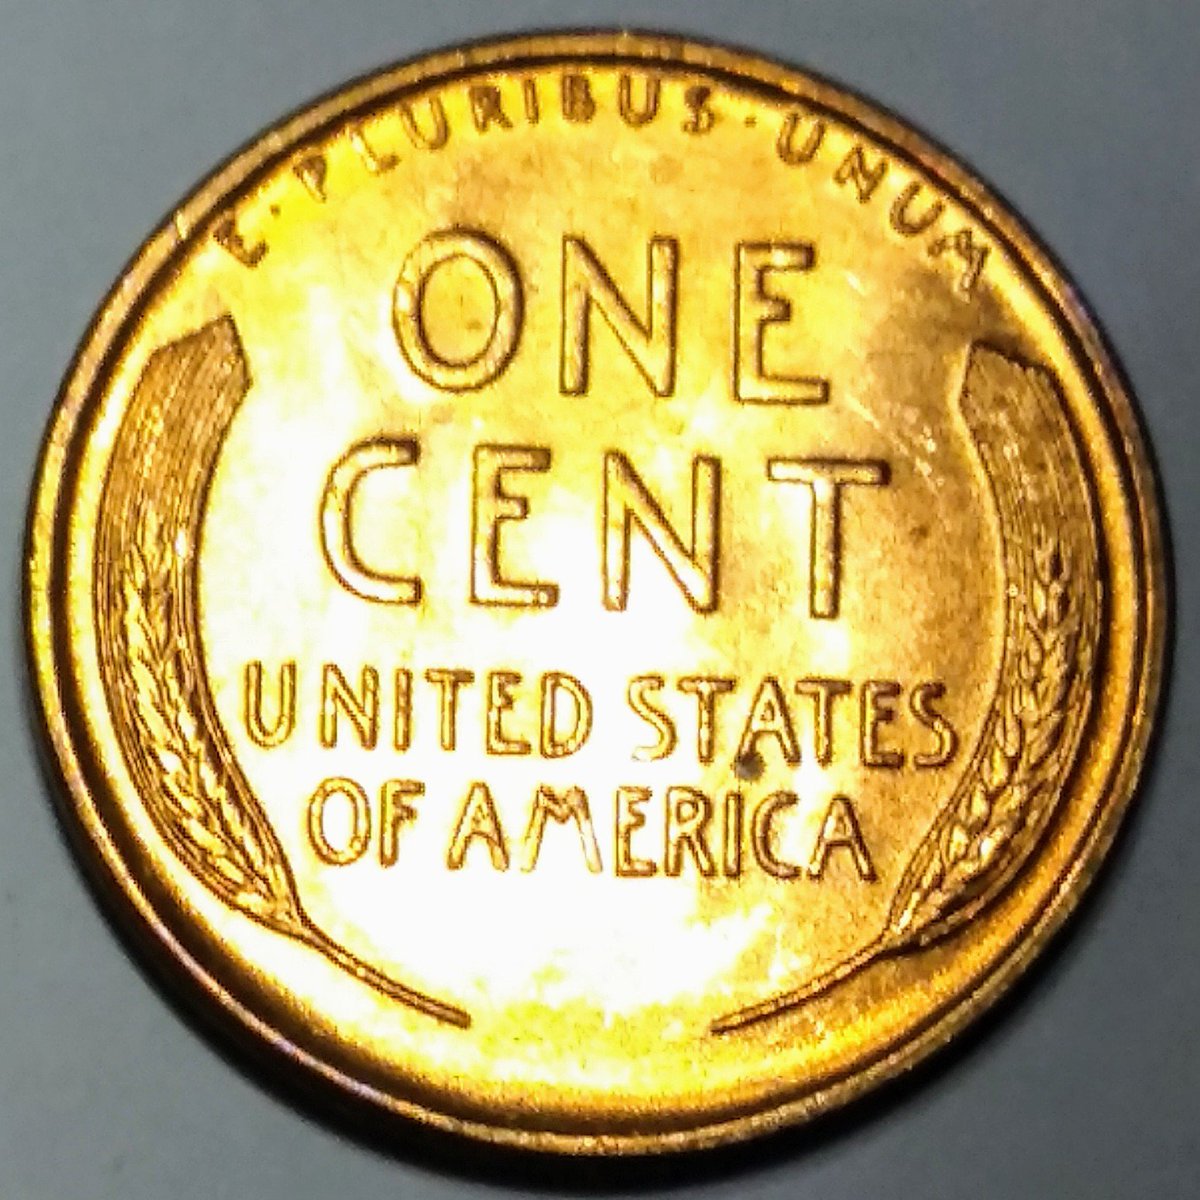 E·PLURIBUS·UNUM
ONE
CENT
UNITED STATES
OF AMERICA